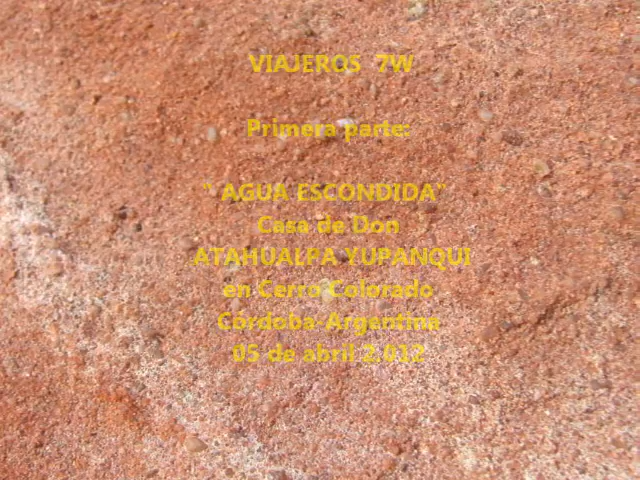 VIAJEROS 7W
Primera parte:
" AGUA ESCONDIDA"
Casa de Don
ATAHUALPA YUPANQUI
en Cerro Colorado
Córdoba-Argentina
05 de abril 2.012